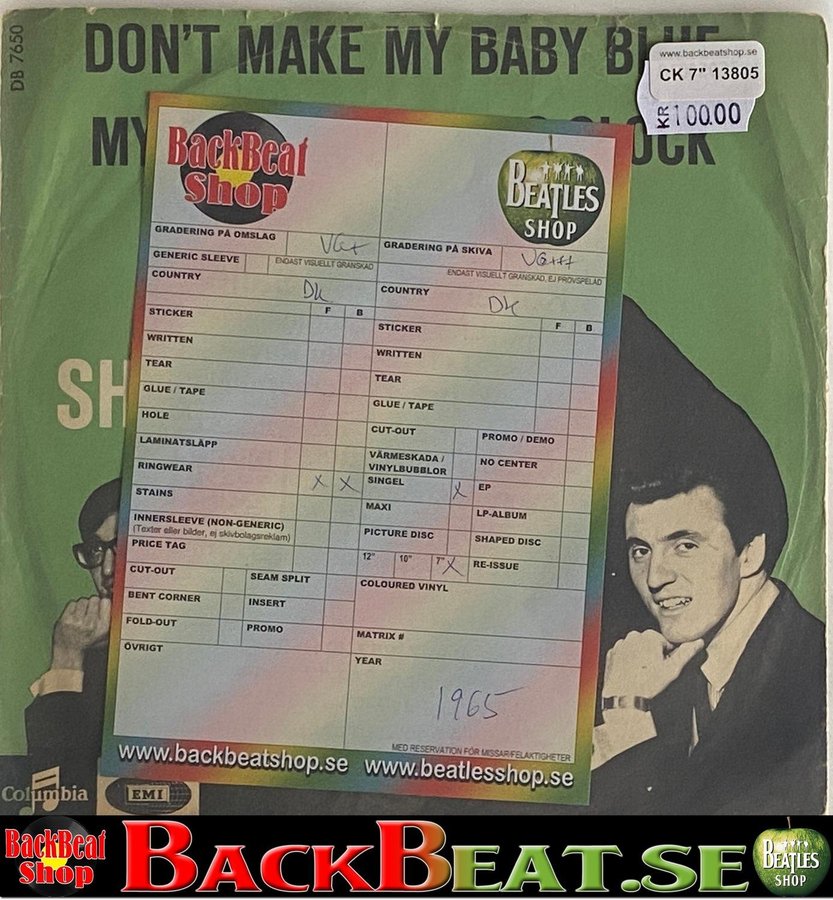 DB 7650
DON'T MAKE MY BABY
www.backbeatshop.se
CK 7" 13805
KR100.00
MY
BackBeat Shop
BEATLES SHOP
GRADERING PÅ OMSLAG VG+
GRADERING PÅ SKIVA VG++
GENERIC SLEEVE
ENDAST VISUELLT GRANSKAD
ENDAST VISUELLT GRANSKAD, EJ PROVSPELAD
COUNTRY DK
COUNTRY DK
STICKER F B
STICKER F B
WRITTEN
WRITTEN
TEAR
TEAR
GLUE / TAPE
GLUE / TAPE
HOLE
CUT-OUT
PROMO / DEMO
LAMINATSLÄPP
VÄRMESKADA / VINYLBUBBLOR
NO CENTER
RINGWEAR X X
SINGEL X
EP
STAINS
MAXI
LP-ALBUM
INNERSLEEVE (NON-GENERIC)
(Texter eller bilder, ej skivbolagsreklam)
PICTURE DISC
SHAPED DISC
PRICE TAG
12" 10" 7" X
RE-ISSUE
CUT-OUT
SEAM SPLIT
COLOURED VINYL
BENT CORNER
INSERT
FOLD-OUT
PROMO
MATRIX #
ÖVRIGT
YEAR
1965
MED RESERVATION FÖR MISSAR/FELAKTIGHETER
www.backbeatshop.se www.beatlesshop.se
SH
Columbia
EMI
BackBeat Shop
BACKBEAT.SE
BEATLES SHOP